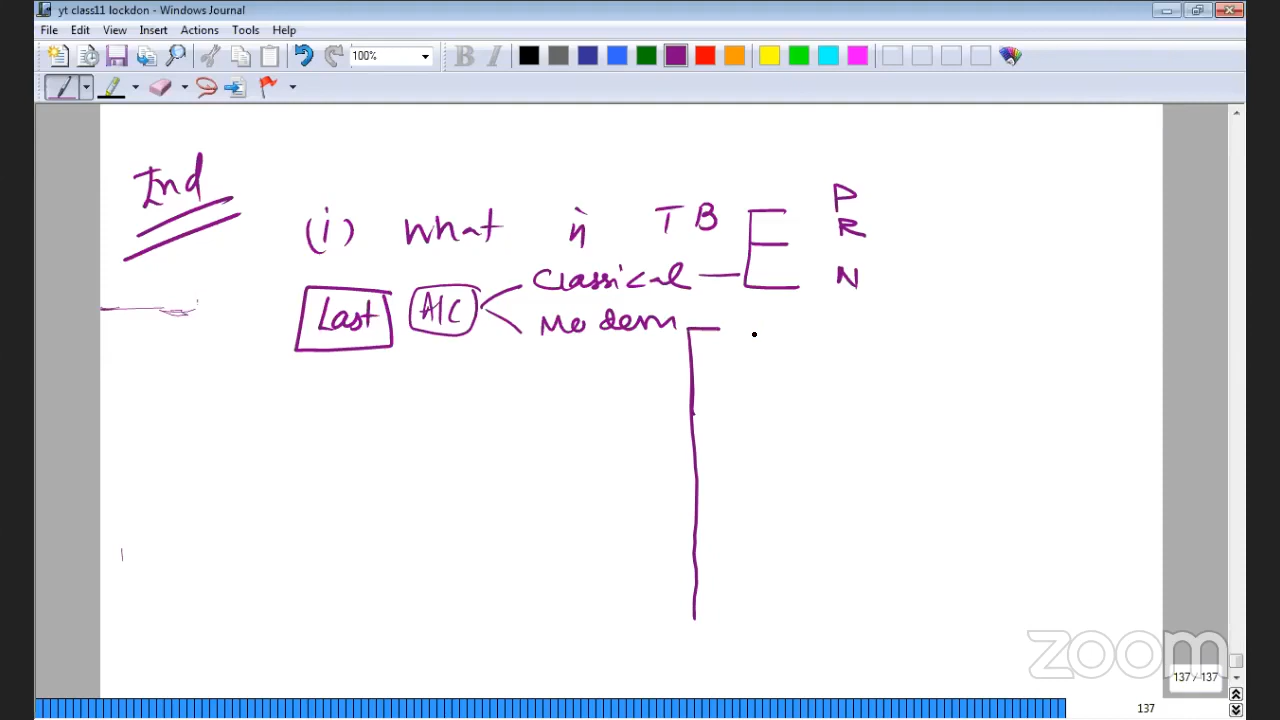 yt class11 lockdon - Windows Journal
File Edit View Insert Actions Tools Help
100%
B I
End
P
(i) What is TB R
Classical N
Last A/C
Modern
zoom
137 / 137
137